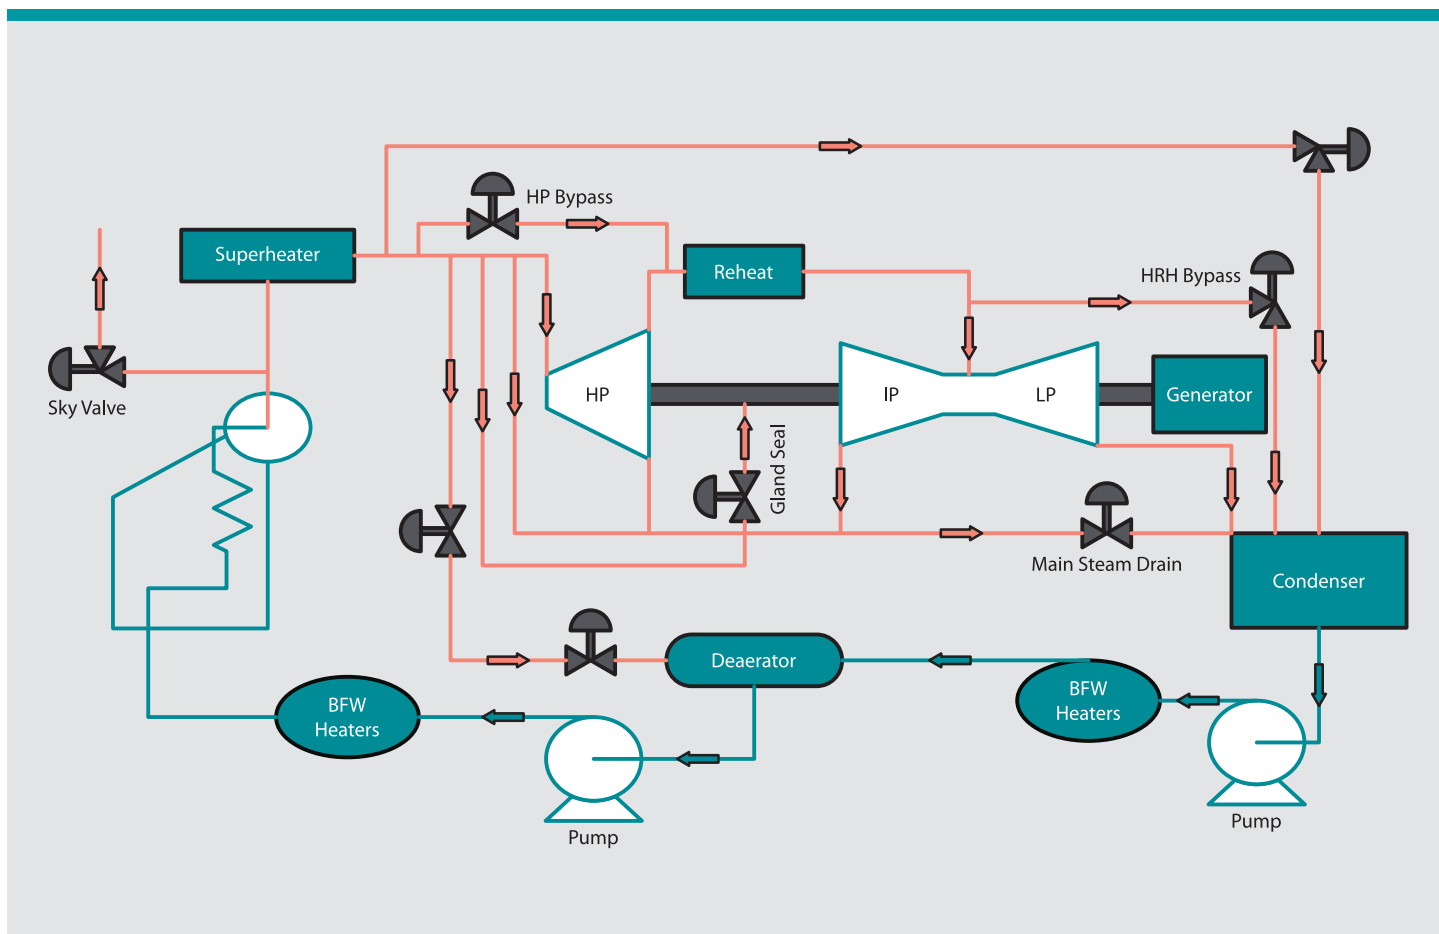 HP Bypass
Superheater
Reheat
HRH Bypass
Sky Valve
HP
IP
LP
Generator
Gland Seal
Main Steam Drain
Condenser
Deaerator
BFW
Heaters
BFW
Heaters
Pump
Pump